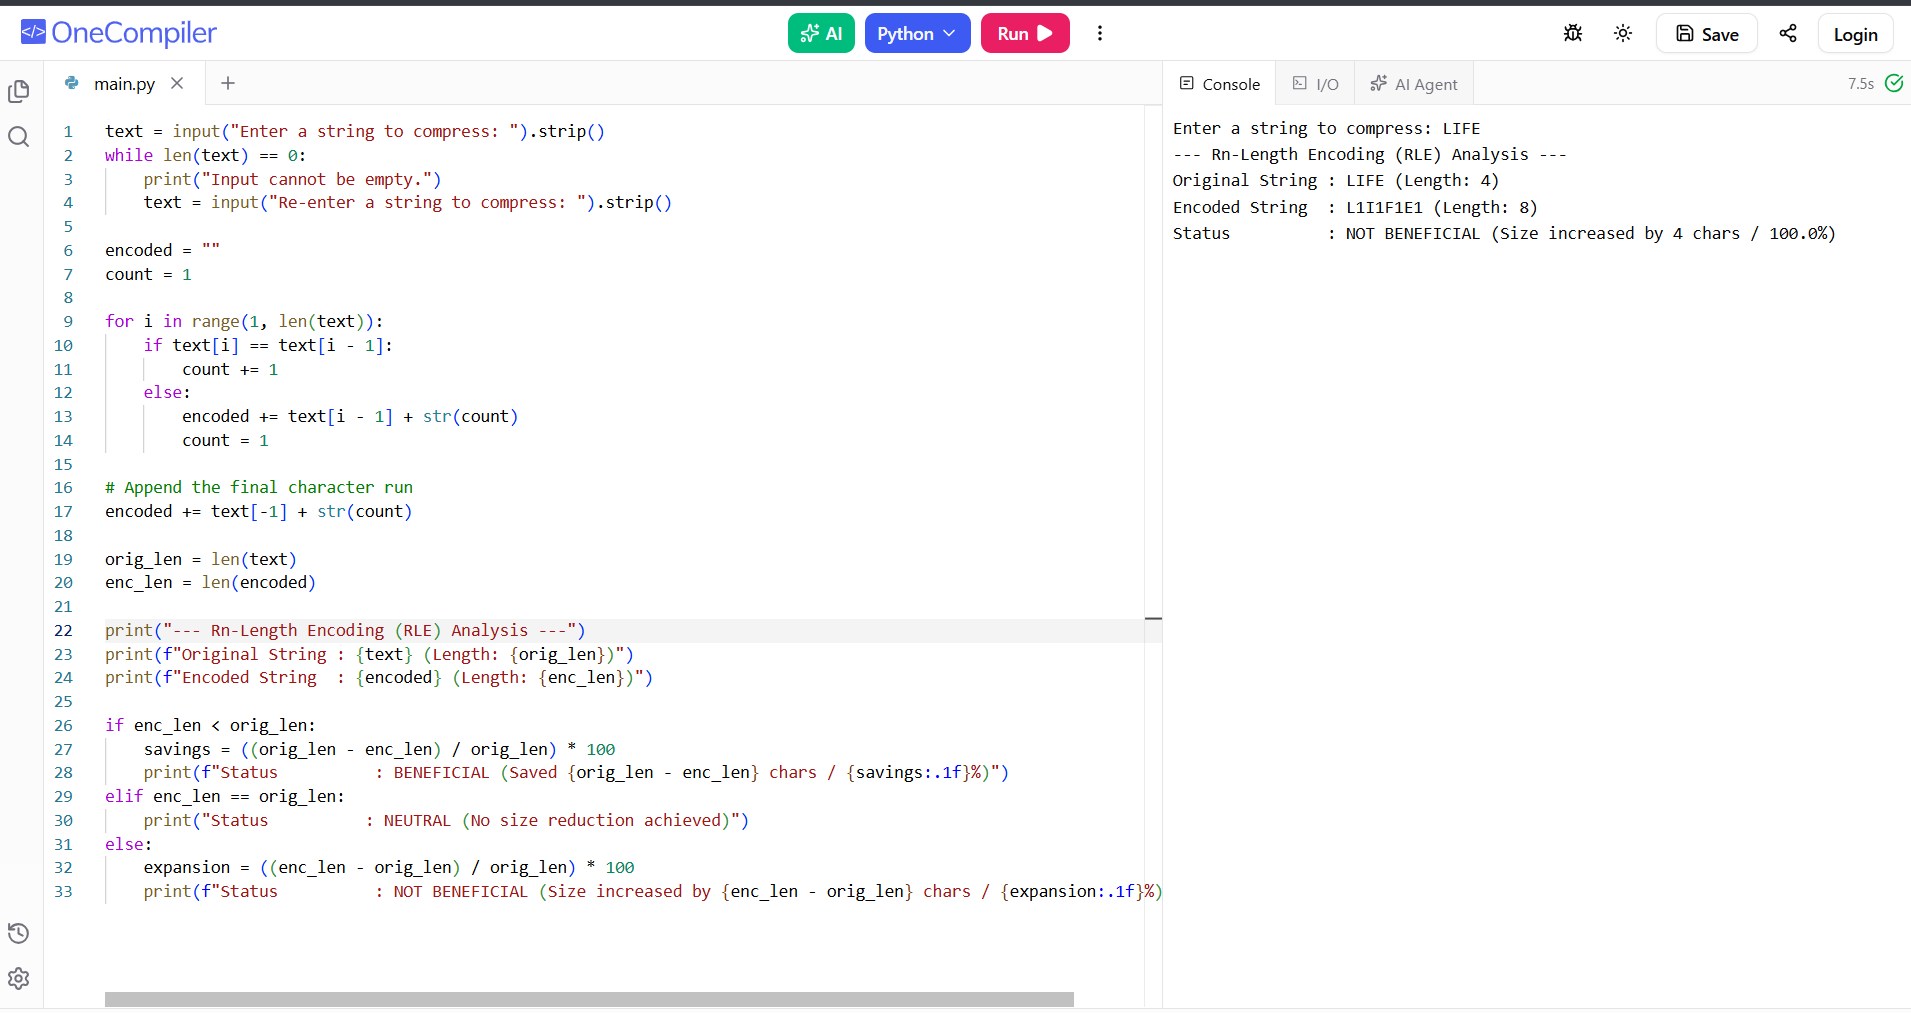 </> OneCompiler
AI
Python
Run
Save
Login
main.py
Console
I/O
AI Agent
7.5s
1 text = input("Enter a string to compress: ").strip()
2 while len(text) == 0:
3     print("Input cannot be empty.")
4     text = input("Re-enter a string to compress: ").strip()
5
6 encoded = ""
7 count = 1
8
9 for i in range(1, len(text)):
10     if text[i] == text[i - 1]:
11         count += 1
12     else:
13         encoded += text[i - 1] + str(count)
14         count = 1
15
16 # Append the final character run
17 encoded += text[-1] + str(count)
18
19 orig_len = len(text)
20 enc_len = len(encoded)
21
22 print("--- Rn-Length Encoding (RLE) Analysis ---")
23 print(f"Original String : {text} (Length: {orig_len})")
24 print(f"Encoded String  : {encoded} (Length: {enc_len})")
25
26 if enc_len < orig_len:
27     savings = ((orig_len - enc_len) / orig_len) * 100
28     print(f"Status          : BENEFICIAL (Saved {orig_len - enc_len} chars / {savings:.1f}%)")
29 elif enc_len == orig_len:
30     print("Status          : NEUTRAL (No size reduction achieved)")
31 else:
32     expansion = ((enc_len - orig_len) / orig_len) * 100
33     print(f"Status          : NOT BENEFICIAL (Size increased by {enc_len - orig_len} chars / {expansion:.1f}%)
Enter a string to compress: LIFE
--- Rn-Length Encoding (RLE) Analysis ---
Original String : LIFE (Length: 4)
Encoded String  : L1I1F1E1 (Length: 8)
Status          : NOT BENEFICIAL (Size increased by 4 chars / 100.0%)